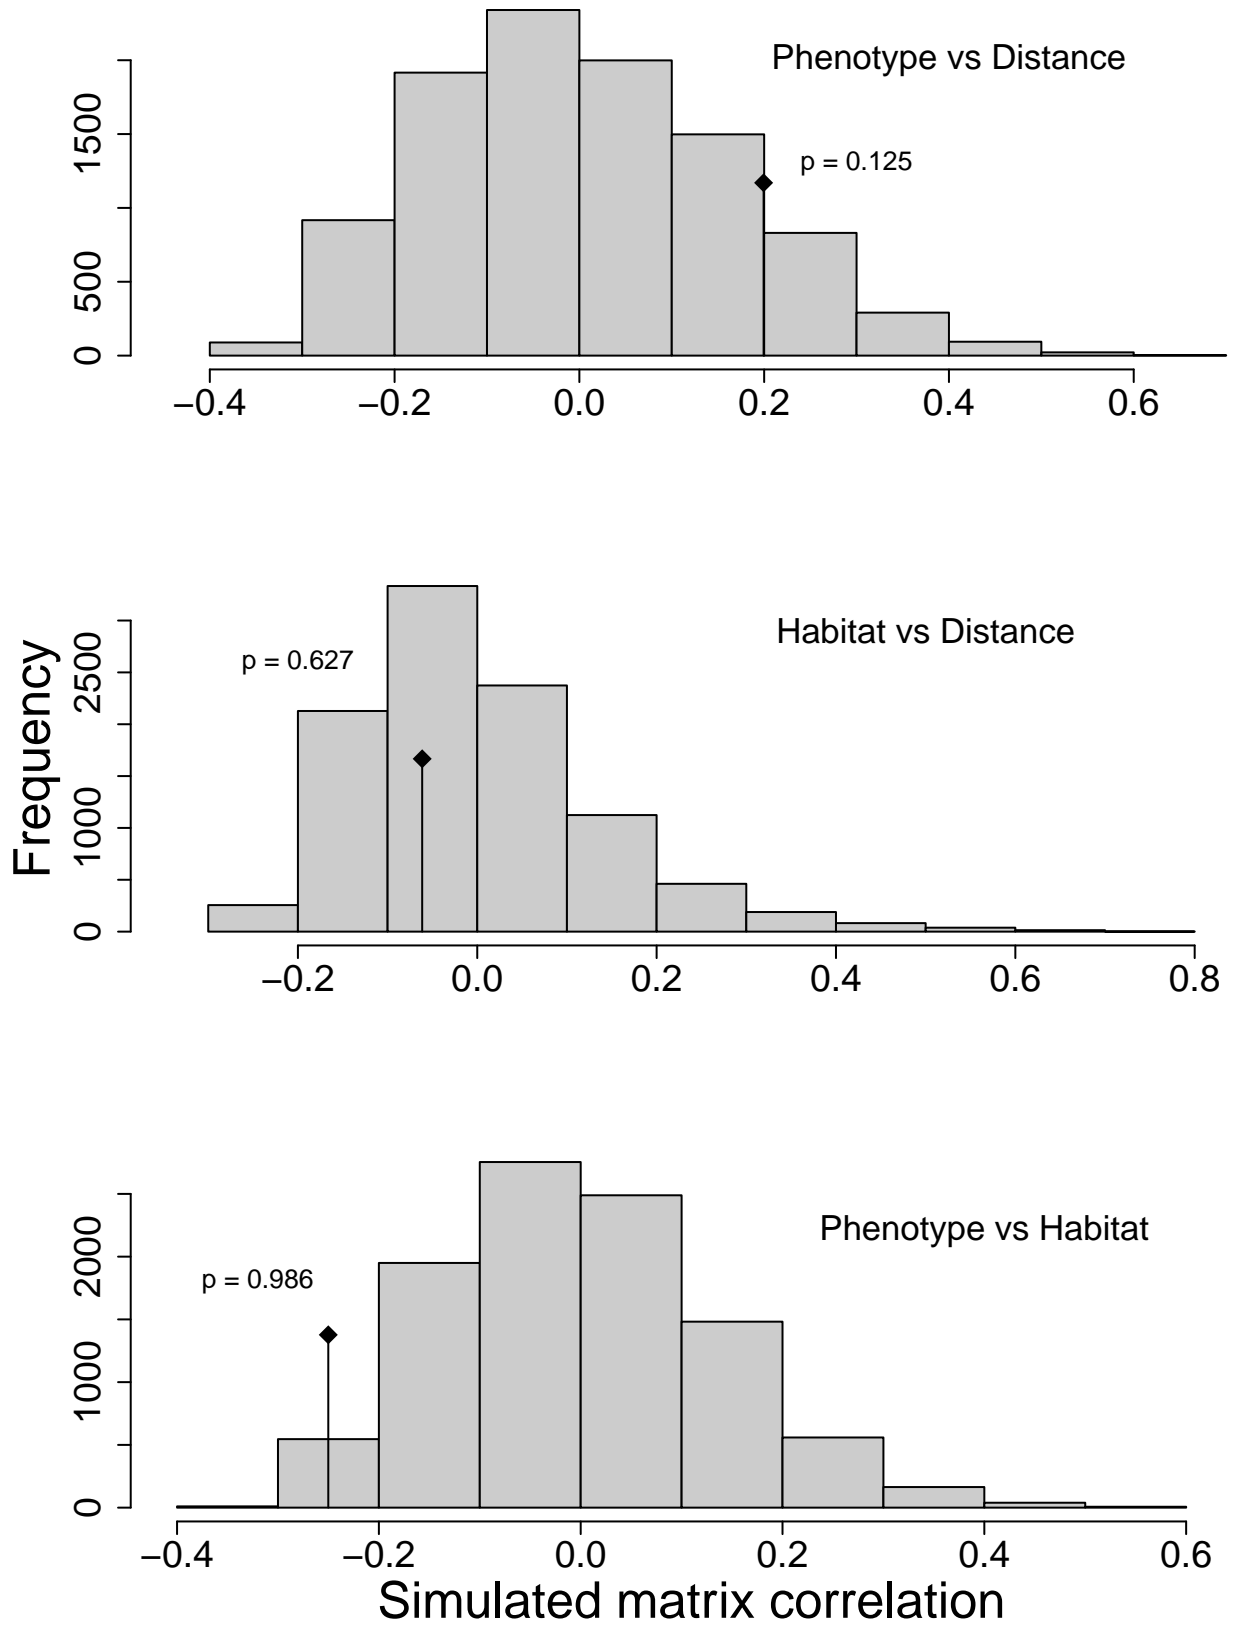 Phenotype vs Distance
p = 0.125
1500
500
0
−0.4 −0.2 0.0 0.2 0.4 0.6
Habitat vs Distance
p = 0.627
2500
1000
0
Frequency
−0.2 0.0 0.2 0.4 0.6 0.8
Phenotype vs Habitat
p = 0.986
2000
1000
0
−0.4 −0.2 0.0 0.2 0.4 0.6
Simulated matrix correlation